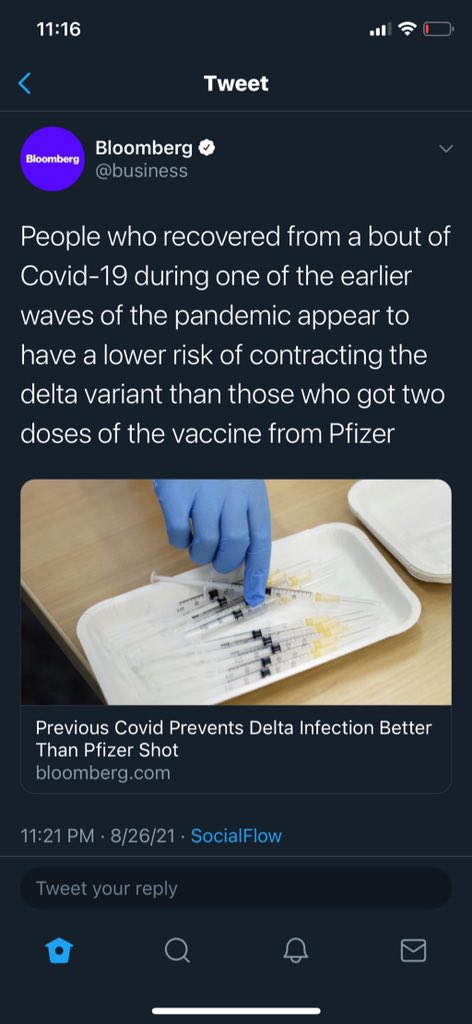 11:16
Tweet
Bloomberg
Bloomberg
@business
People who recovered from a bout of
Covid-19 during one of the earlier
waves of the pandemic appear to
have a lower risk of contracting the
delta variant than those who got two
doses of the vaccine from Pfizer
Previous Covid Prevents Delta Infection Better
Than Pfizer Shot
bloomberg.com
11:21 PM · 8/26/21 · SocialFlow
Tweet your reply